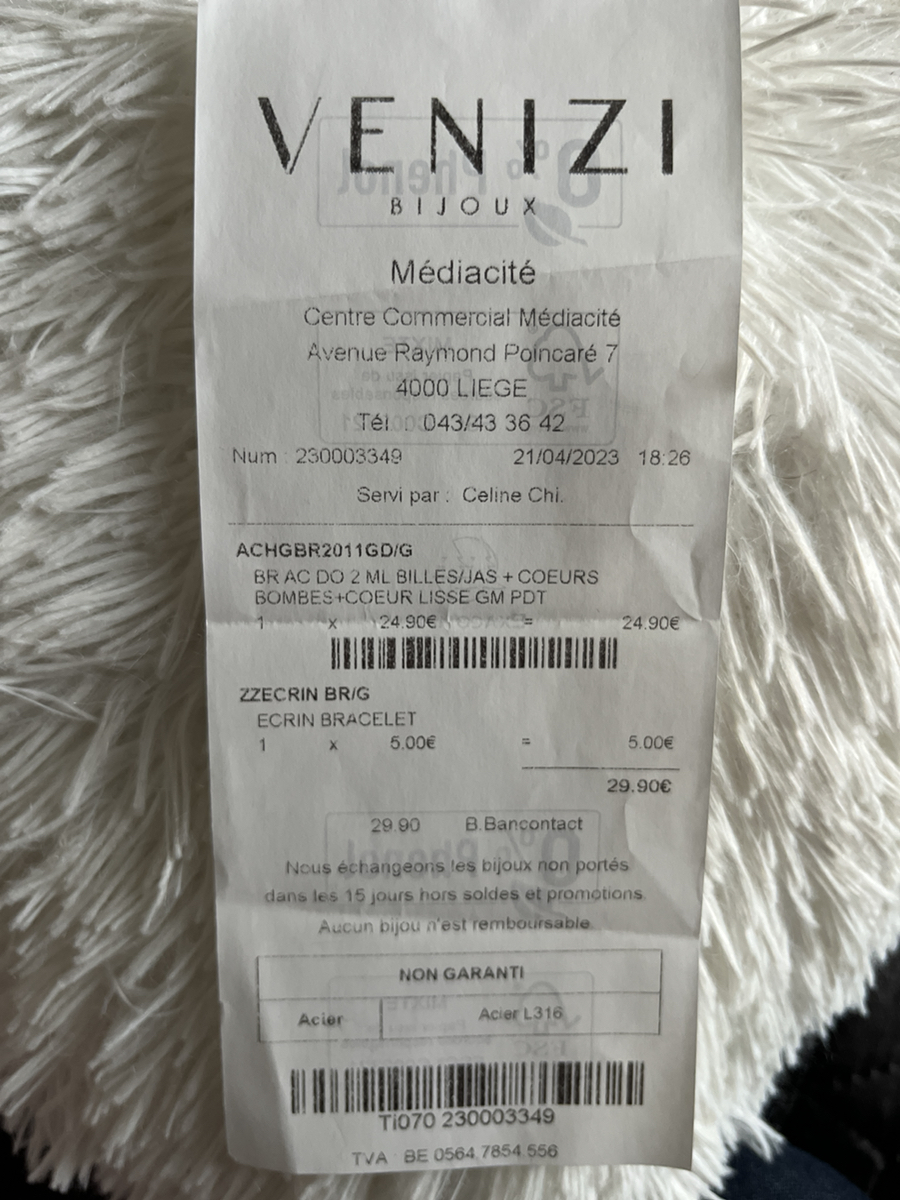 VENIZI
BIJOUX
Médiacité
Centre Commercial Médiacité
Avenue Raymond Poincaré 7
4000 LIEGE
Tél : 043/43 36 42
Num : 230003349 21/04/2023 18:26
Servi par : Celine Chi.
ACHGBR2011GD/G
BR AC DO 2 ML BILLES/JAS + COEURS
BOMBES+COEUR LISSE GM PDT
1 x 24.90€ = 24.90€
ZZECRIN BR/G
ECRIN BRACELET
1 x 5.00€ = 5.00€
29.90€
29.90 B.Bancontact
Nous échangeons les bijoux non portés
dans les 15 jours hors soldes et promotions.
Aucun bijou n'est remboursable.
NON GARANTI
Acier Acier L316
Ti070 230003349
TVA : BE 0564.7854.556